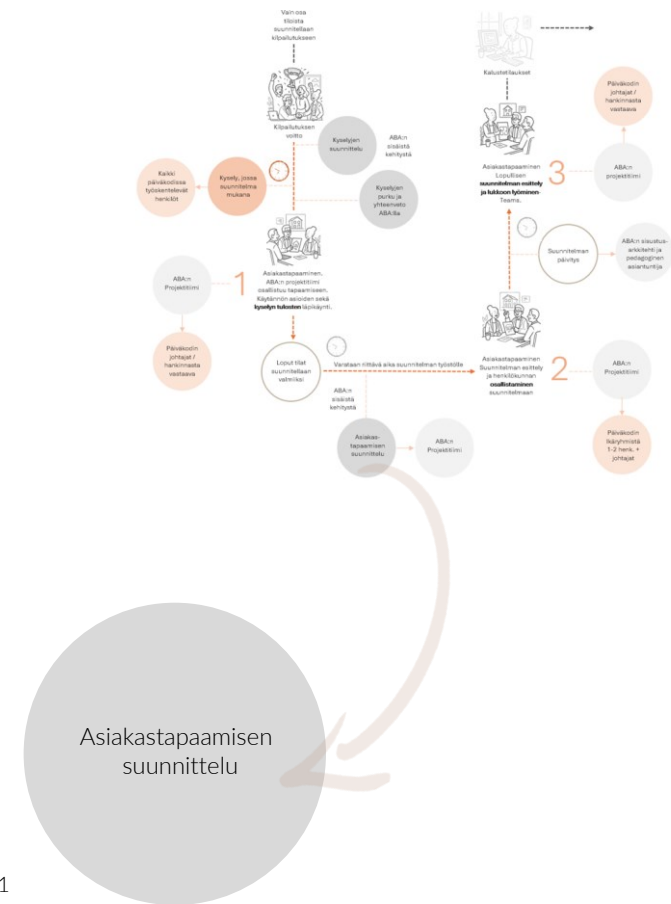 Vain osa
tiloista
suunnitellaan
kilpailutukseen
Kilpailutuksen
voitto
Kyselyjen
suunnittelu
ABA:n
sisäistä
kehitystä
Kaikki
päiväkodissa
työskentelevät
henkilöt
Kysely, jossa
suunnitelma
mukana
Kyselyjen
purku ja
yhteenveto
ABA:lla
ABA:n
Projektitiimi
1
Asiakastapaaminen,
ABA:n projektitiimi
osallistuu tapaamiseen.
Käytännön asioiden sekä
kyselyn tulosten läpikäynti.
Päiväkodin
johtajat /
hankinnasta
vastaava
Loput tilat
suunnitellaan
valmiiksi
Varataan riittävä aika suunnitelman työstölle
ABA:n
sisäistä
kehitystä
Asiakas-
tapaamisen
suunnittelu
ABA:n
Projektitiimi
Asiakastapaaminen
Suunnitelman esittely
ja henkilökunnan
osallistaminen
suunnitelmaan
2
ABA:n
Projektitiimi
Päiväkodin
Ikäryhmistä
1-2 henk. +
johtajat
Suunnitelman
päivitys
ABA:n sisustus-
arkkitehti ja
pedagoginen
asiantuntija
Asiakastapaaminen
Lopullisen
suunnitelman esittely
ja lukkoon lyöminen-
Teams.
3
ABA:n
projektitiimi
Päiväkodin
johtajat /
hankinnasta
vastaava
Kalustetilaukset
Asiakastapaamisen
suunnittelu
1